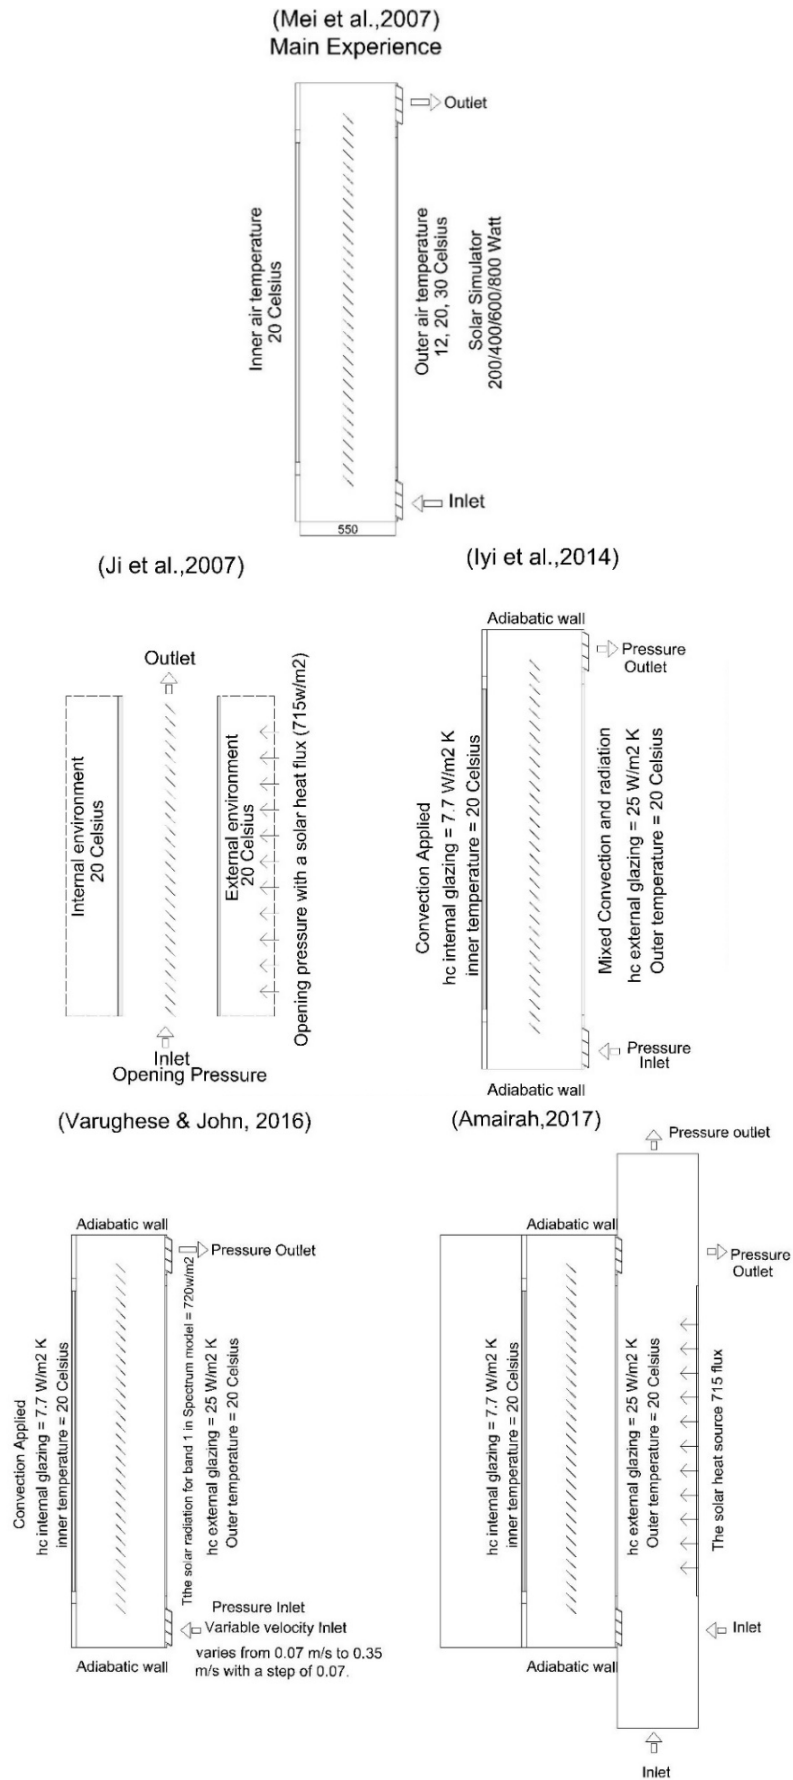 (Mei et al.,2007)
Main Experience
Outlet
Inner air temperature
20 Celsius
Outer air temperature
12, 20, 30 Celsius
Solar Simulator
200/400/600/800 Watt
Inlet
550
(Ji et al.,2007)
Outlet
Internal environment
20 Celsius
External environment
20 Celsius
Opening pressure with a solar heat flux (715w/m2)
Inlet
Opening Pressure
(Iyi et al.,2014)
Adiabatic wall
Pressure
Outlet
Convection Applied
hc internal glazing = 7.7 W/m2 K
inner temperature = 20 Celsius
Mixed Convection and radiation
hc external glazing = 25 W/m2 K
Outer temperature = 20 Celsius
Pressure
Inlet
Adiabatic wall
(Varughese & John, 2016)
Adiabatic wall
Pressure Outlet
Convection Applied
hc internal glazing = 7.7 W/m2 K
inner temperature = 20 Celsius
Tthe solar radiation for band 1 in Spectrum model = 720w/m2
hc external glazing = 25 W/m2 K
Outer temperature = 20 Celsius
Pressure Inlet
Variable velocity Inlet
varies from 0.07 m/s to 0.35
m/s with a step of 0.07.
Adiabatic wall
(Amairah,2017)
Pressure outlet
Adiabatic wall
Pressure
Outlet
hc internal glazing = 7.7 W/m2 K
inner temperature = 20 Celsius
hc external glazing = 25 W/m2 K
Outer temperature = 20 Celsius
The solar heat source 715 flux
Inlet
Adiabatic wall
Inlet